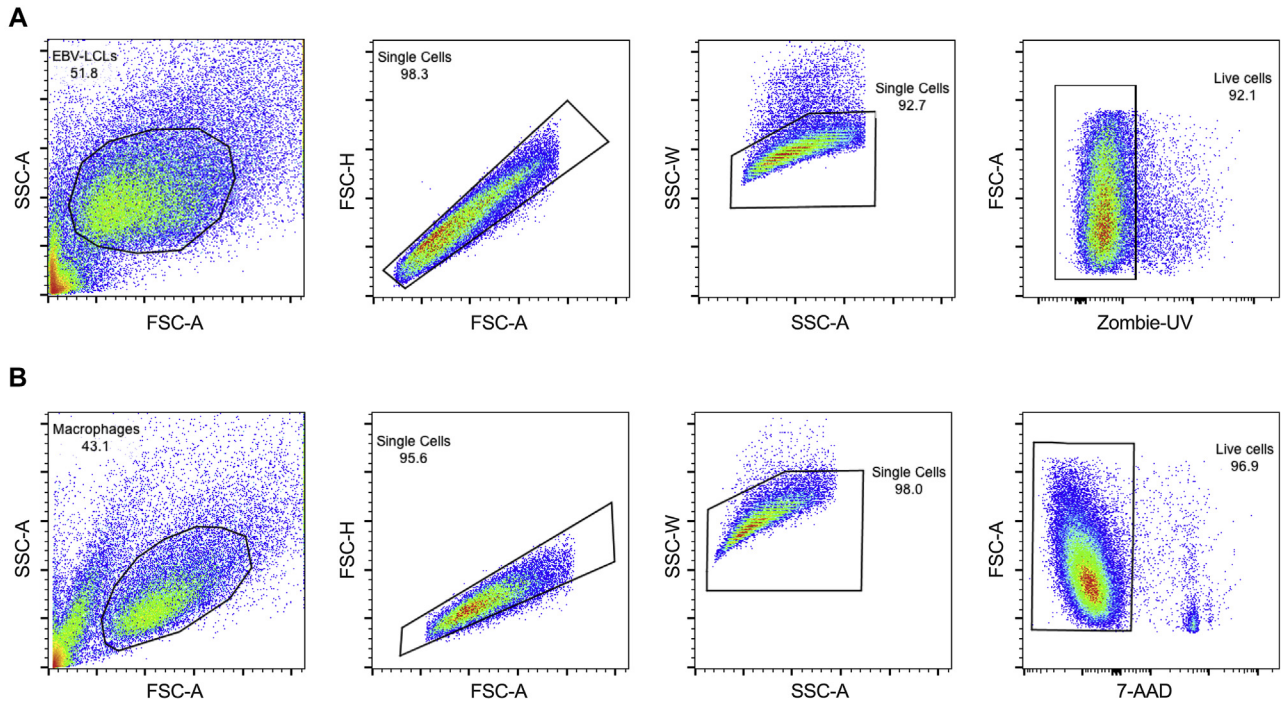 A
EBV-LCLs
51.8
SSC-A
FSC-A
Single Cells
98.3
FSC-H
FSC-A
Single Cells
92.7
SSC-W
SSC-A
Live cells
92.1
FSC-A
Zombie-UV
B
Macrophages
43.1
SSC-A
FSC-A
Single Cells
95.6
FSC-H
FSC-A
Single Cells
98.0
SSC-W
SSC-A
Live cells
96.9
FSC-A
7-AAD